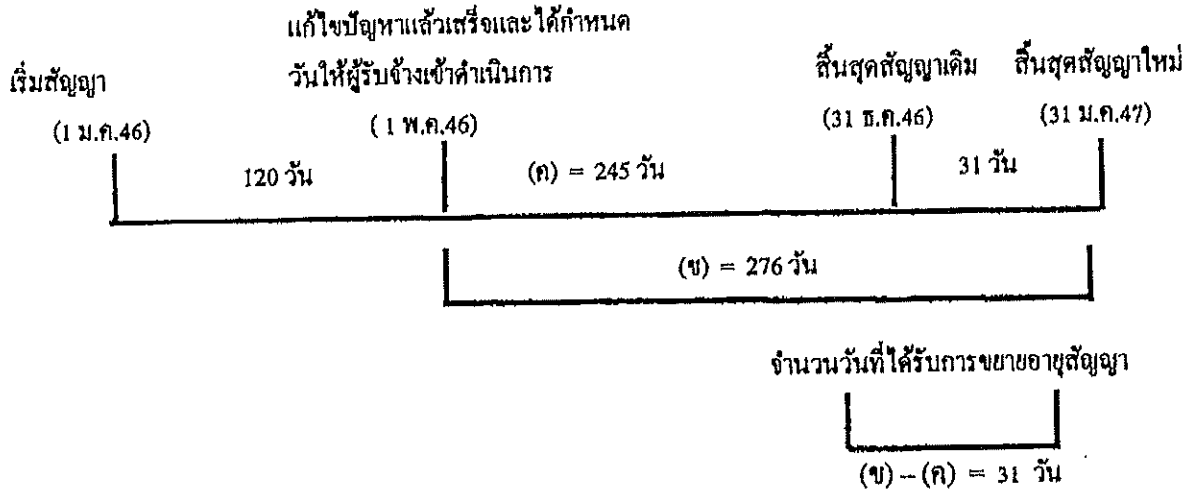 แก้ไขปัญหาแล้วเสร็จและได้กำหนด
เริ่มสัญญา วันให้ผู้รับจ้างเข้าดำเนินการ สิ้นสุดสัญญาเดิม สิ้นสุดสัญญาใหม่
(1 ม.ค.46) ( 1 พ.ค.46) (31 ธ.ค.46) (31 ม.ค.47)
120 วัน (ค) = 245 วัน 31 วัน
(ข) = 276 วัน
จำนวนวันที่ได้รับการขยายอายุสัญญา
(ข) – (ค) = 31 วัน